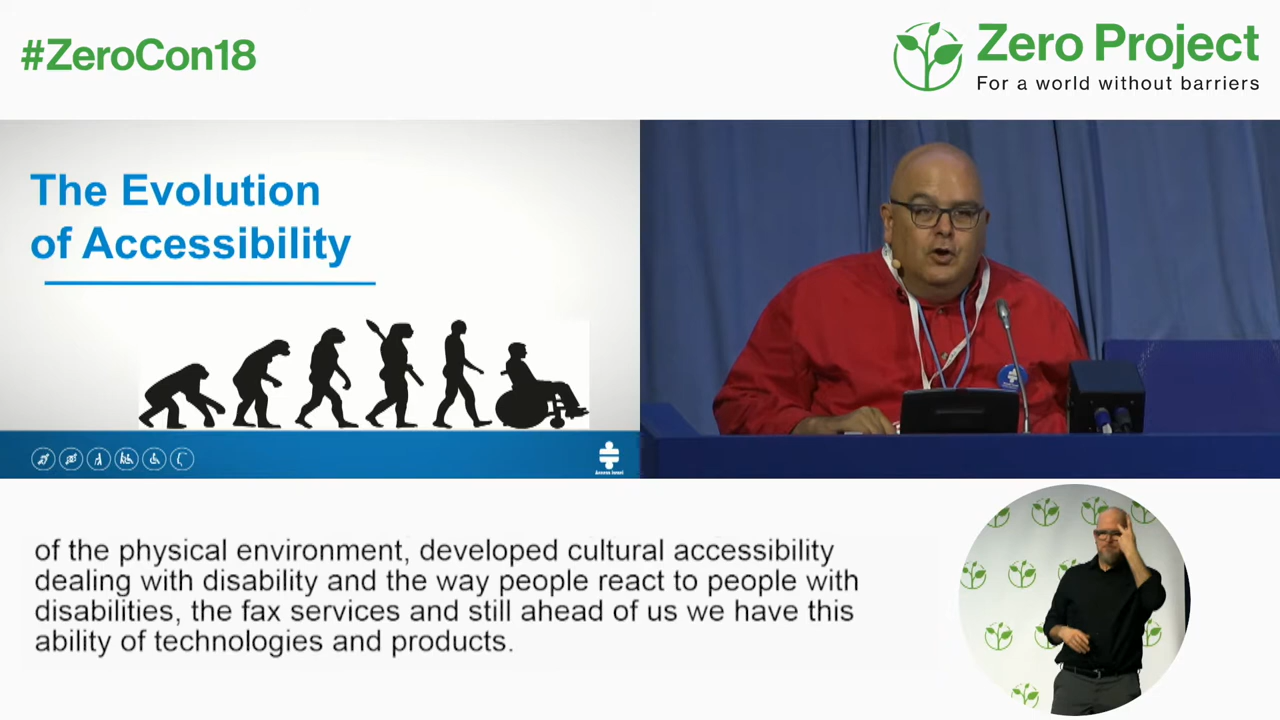 #ZeroCon18
Zero Project
For a world without barriers
The Evolution
of Accessibility
Access Israel
of the physical environment, developed cultural accessibility
dealing with disability and the way people react to people with
disabilities, the fax services and still ahead of us we have this
ability of technologies and products.